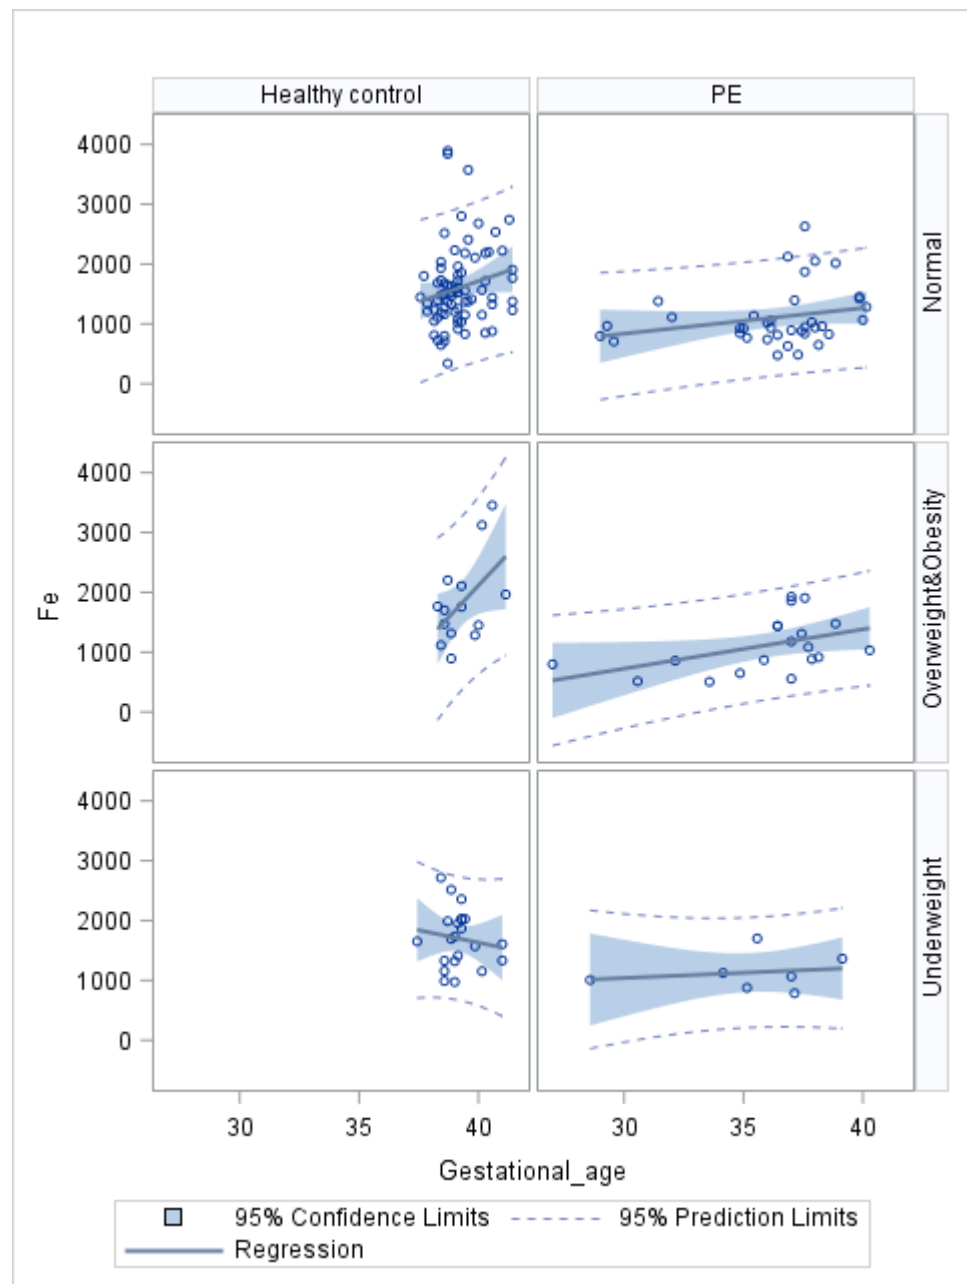 Healthy control PE
4000
3000
2000
1000
0
Normal
4000
3000
2000
1000
0
Fe
Overweight&Obesity
4000
3000
2000
1000
0
Underweight
30 35 40 30 35 40
Gestational_age
95% Confidence Limits 95% Prediction Limits
Regression